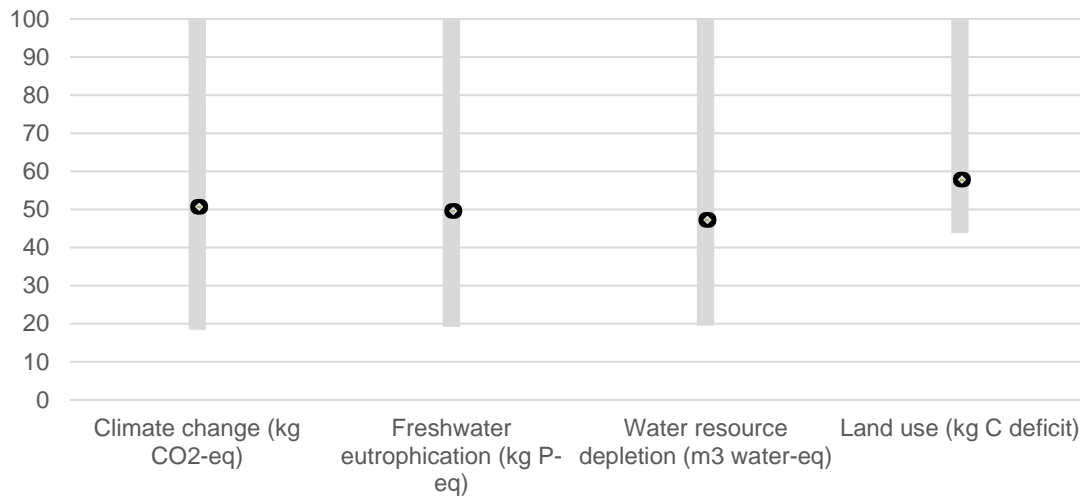 100
90
80
70
60
50
40
30
20
10
0
Climate change (kg
CO2-eq)
Freshwater
eutrophication (kg P-
eq)
Water resource
depletion (m3 water-eq)
Land use (kg C deficit)